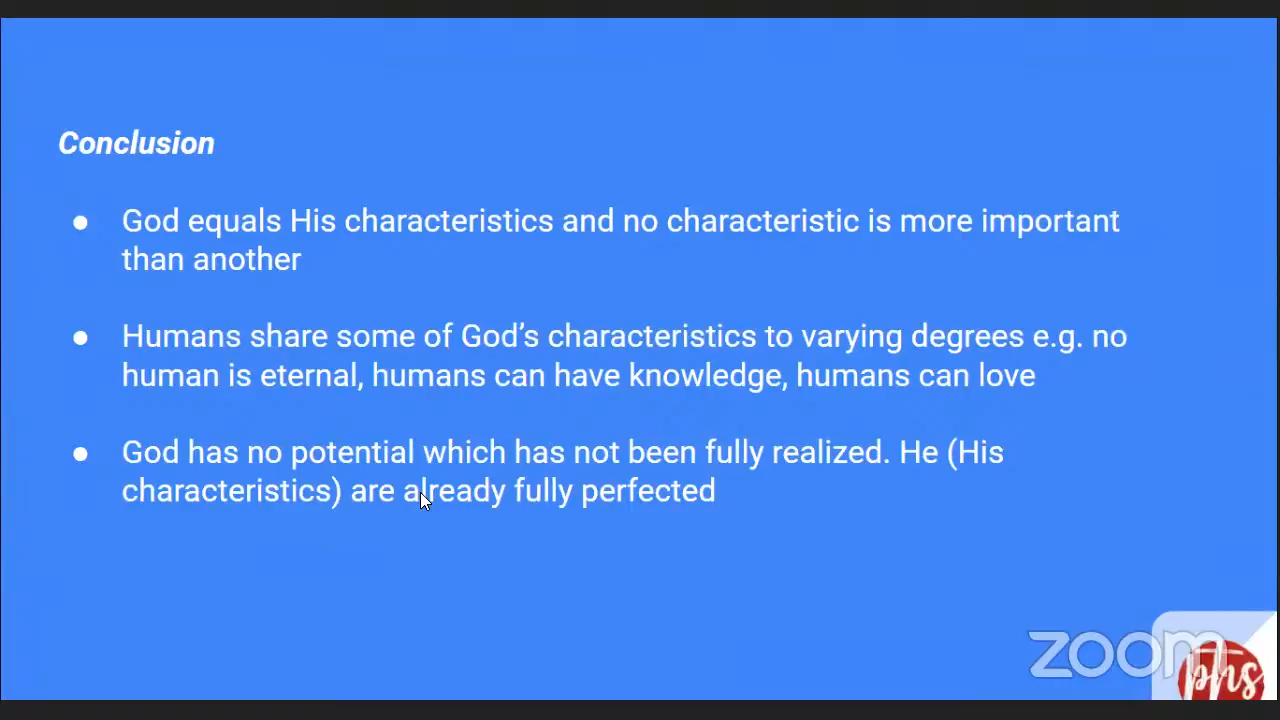 Conclusion
● God equals His characteristics and no characteristic is more important
than another
● Humans share some of God’s characteristics to varying degrees e.g. no
human is eternal, humans can have knowledge, humans can love
● God has no potential which has not been fully realized. He (His
characteristics) are already fully perfected
zoom
phs